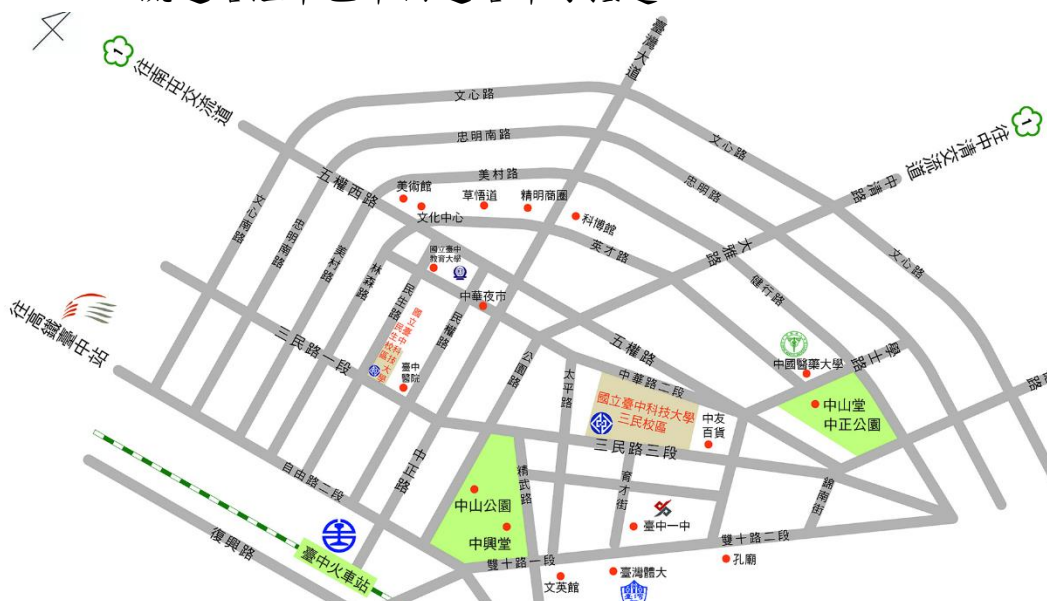 臺灣大道
1
往南屯交流道
文心路
1
往中清交流道
中清路
文心路
忠明南路
忠明路
美村路
五權西路
美術館
草悟道
精明商圈
文化中心
科博館
大雅路
英才路
文心路
文心南路
忠明南路
美村路
林森路
國立臺中
教育大學
健行路
民生路
中華夜市
民權路
往高鐵臺中站
三民路一段
國立臺中科技大學
民生校區
臺中
醫院
公園路
五權路
太平路
中華路二段
學士路
中國醫藥大學
國立臺中科技大學
三民校區
中友
百貨
中山堂
中正公園
三民路三段
中正路
自由路二段
精武路
育才街
錦南街
中山公園
中興堂
臺中一中
復興路
臺中火車站
雙十路一段
雙十路二段
文英館
臺灣體大
孔廟